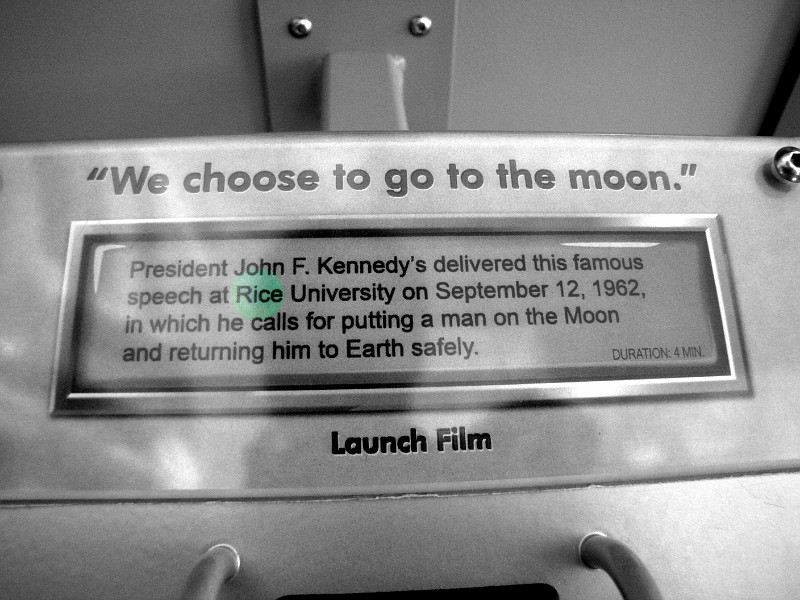 “We choose to go to the moon.”
President John F. Kennedy’s delivered this famous
speech at Rice University on September 12, 1962,
in which he calls for putting a man on the Moon
and returning him to Earth safely.
DURATION: 4 MIN.
Launch Film